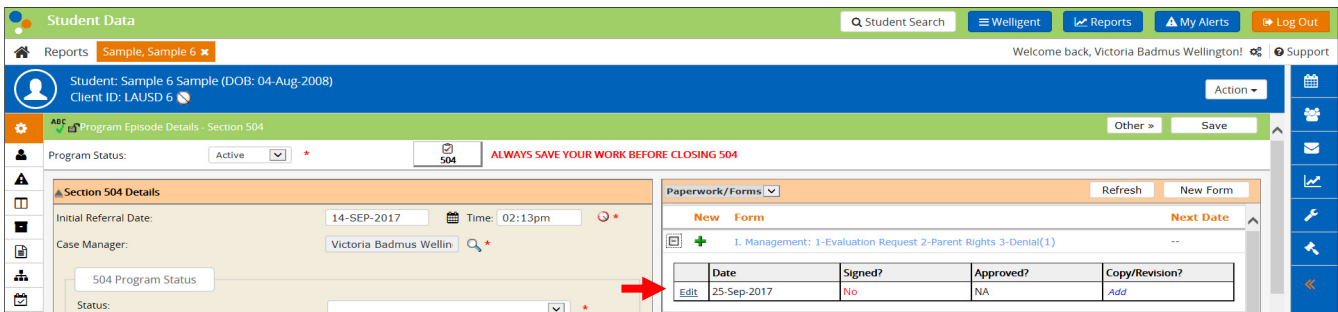 Student Data
Student Search
Welligent
Reports
My Alerts
Log Out
Reports
Sample, Sample 6 ×
Welcome back, Victoria Badmus Wellington!
Support
Student: Sample 6 Sample (DOB: 04-Aug-2008)
Client ID: LAUSD 6
Action
ABC
Program Episode Details - Section 504
Other »
Save
Program Status:
Active
*
504
ALWAYS SAVE YOUR WORK BEFORE CLOSING 504
Section 504 Details
Initial Referral Date:
14-SEP-2017
Time: 02:13pm
*
Case Manager:
Victoria Badmus Wellin
*
504 Program Status
Status:
*
Paperwork/Forms
Refresh
New Form
New Form Next Date
I. Management: 1-Evaluation Request 2-Parent Rights 3-Denial(1) --
Date Signed? Approved? Copy/Revision?
Edit 25-Sep-2017 No NA Add